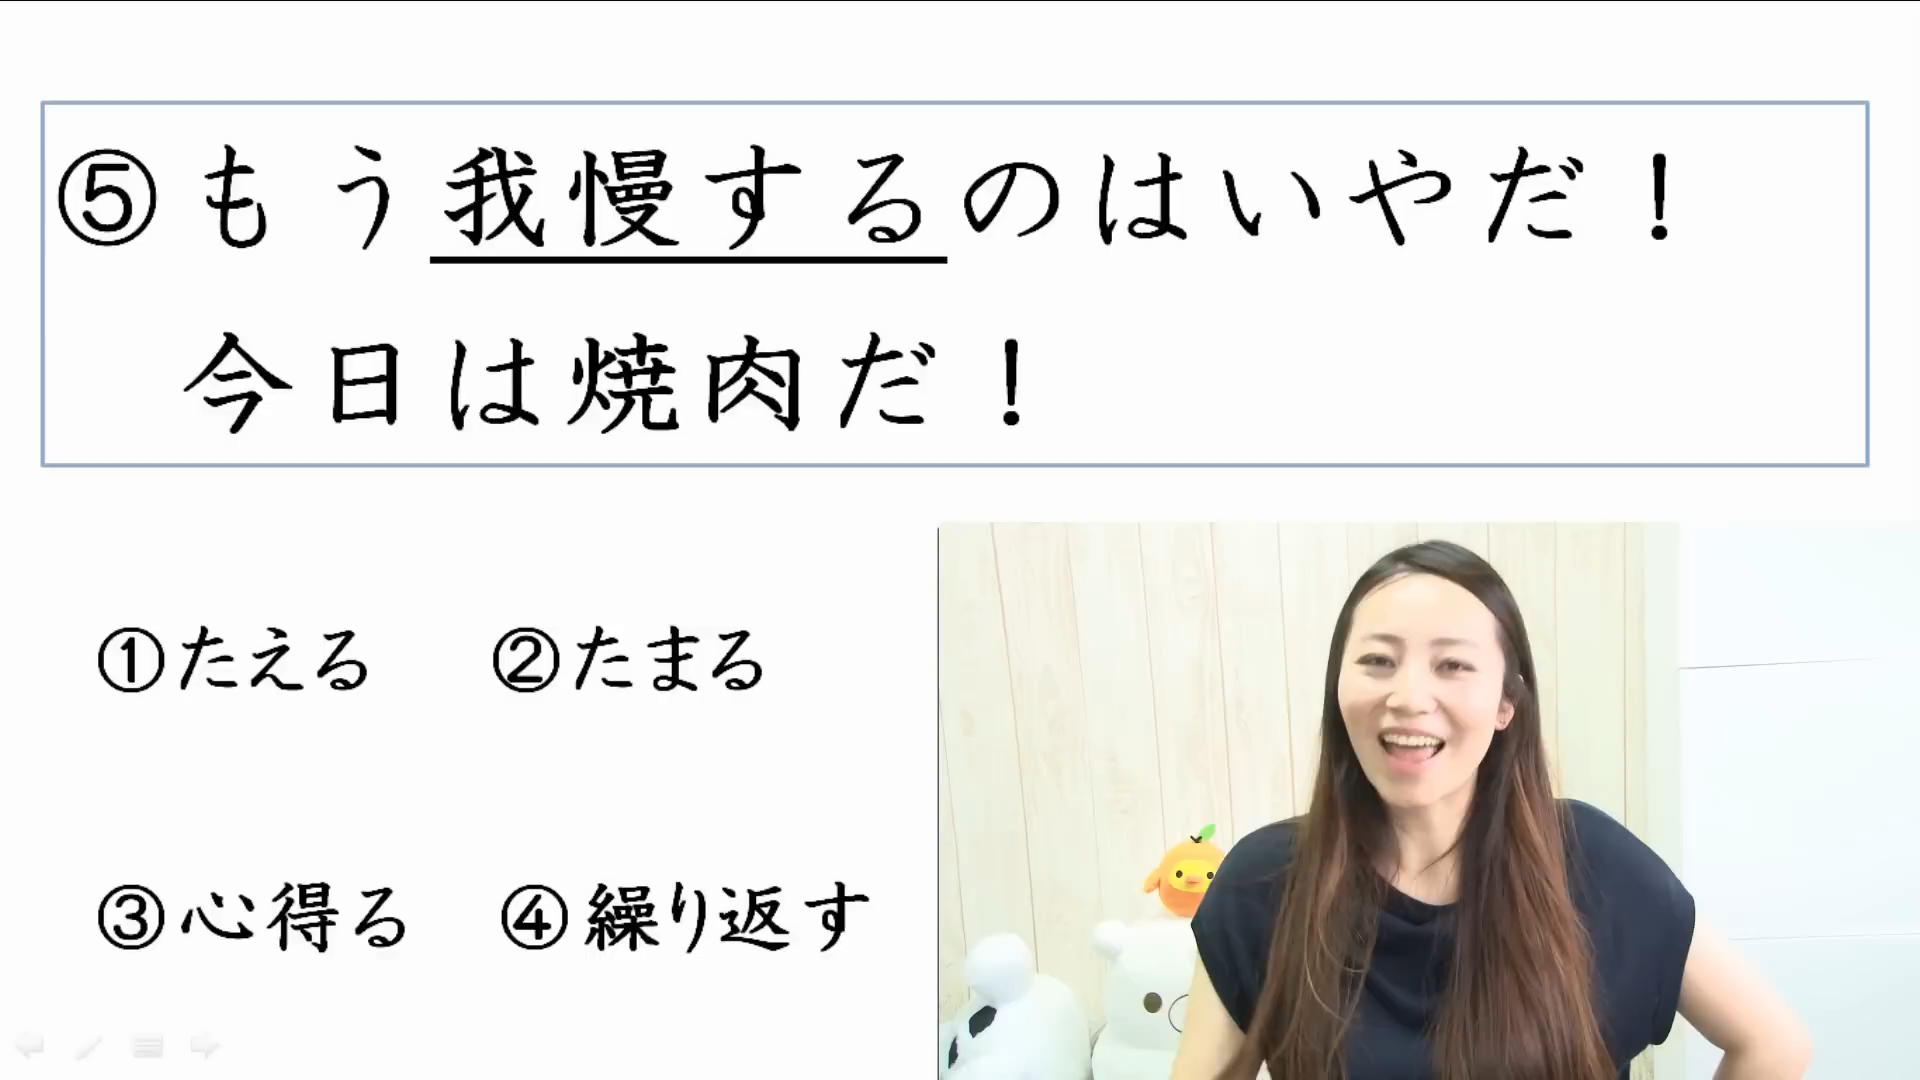 ⑤もう我慢するのはいやだ！
今日は焼肉だ！
①たえる ②たまる
③心得る ④繰り返す